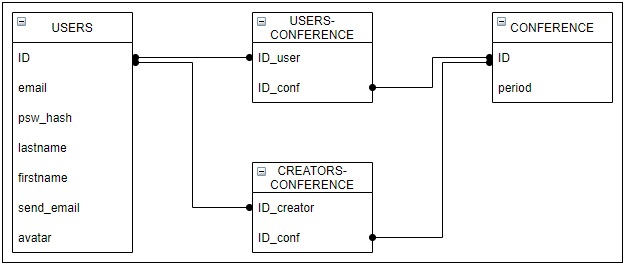 USERS
ID
email
psw_hash
lastname
firstname
send_email
avatar
USERS-
CONFERENCE
ID_user
ID_conf
CREATORS-
CONFERENCE
ID_creator
ID_conf
CONFERENCE
ID
period